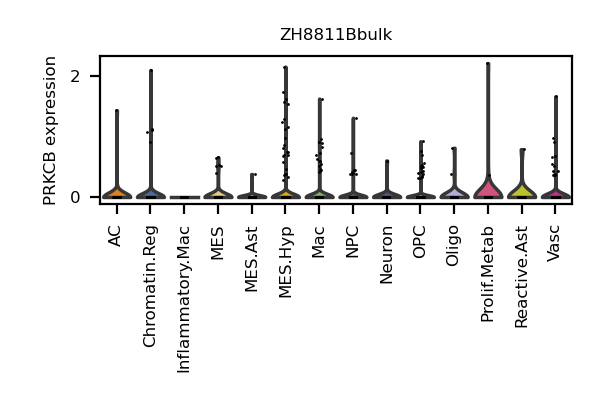 ZH8811Bbulk
PRKCB expression
2
0
AC
Chromatin.Reg
Inflammatory.Mac
MES
MES.Ast
MES.Hyp
Mac
NPC
Neuron
OPC
Oligo
Prolif.Metab
Reactive.Ast
Vasc